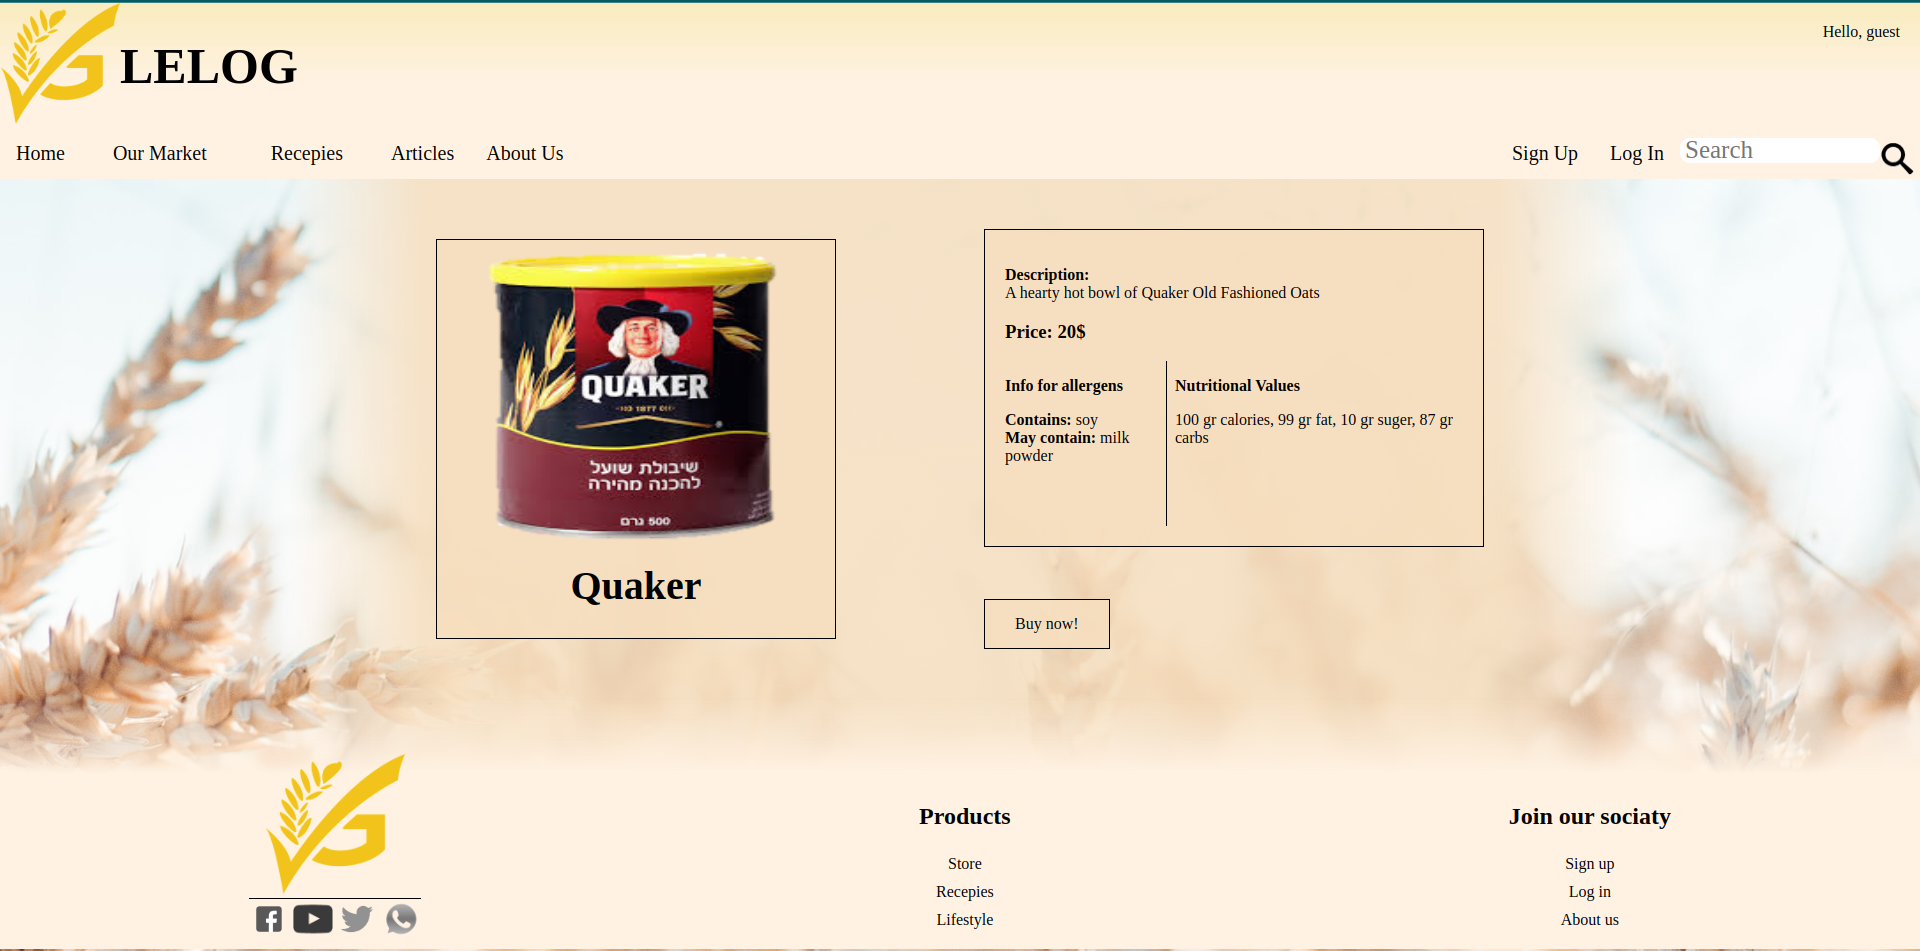 Hello, guest
LELOG
Home Our Market Recepies Articles About Us Sign Up Log In Search
QUAKER
1877
®
שיבולת שועל
להכנה מהירה
500 גרם
Quaker
Description:
A hearty hot bowl of Quaker Old Fashioned Oats
Price: 20$
Info for allergens
Contains: soy
May contain: milk
powder
Nutritional Values
100 gr calories, 99 gr fat, 10 gr suger, 87 gr
carbs
Buy now!
Products
Store
Recepies
Lifestyle
Join our sociaty
Sign up
Log in
About us